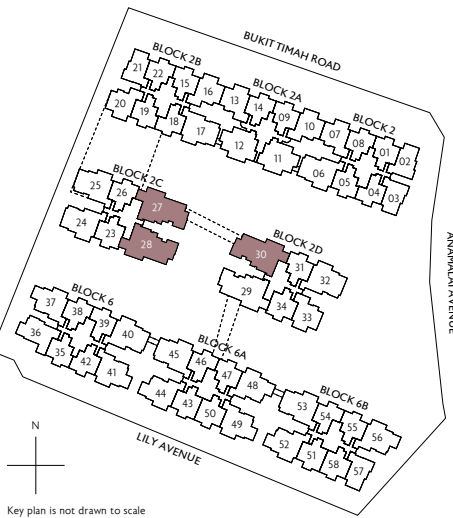 BUKIT TIMAH ROAD
BLOCK 2B
21 22 15 16 13 14 09 10 07 08 01 02
BLOCK 2A
BLOCK 2
20 19 18 17 12 11 06 05 04 03
BLOCK 2C
25 26 27
24 23 28
BLOCK 2D
30 31 32
29 34 33
ANAMALAI AVENUE
BLOCK 6
37 38 39 40
36 35 42 41
BLOCK 6A
45 46 47 48
44 43 50 49
BLOCK 6B
53 54 55 56
52 51 58 57
LILY AVENUE
N
Key plan is not drawn to scale